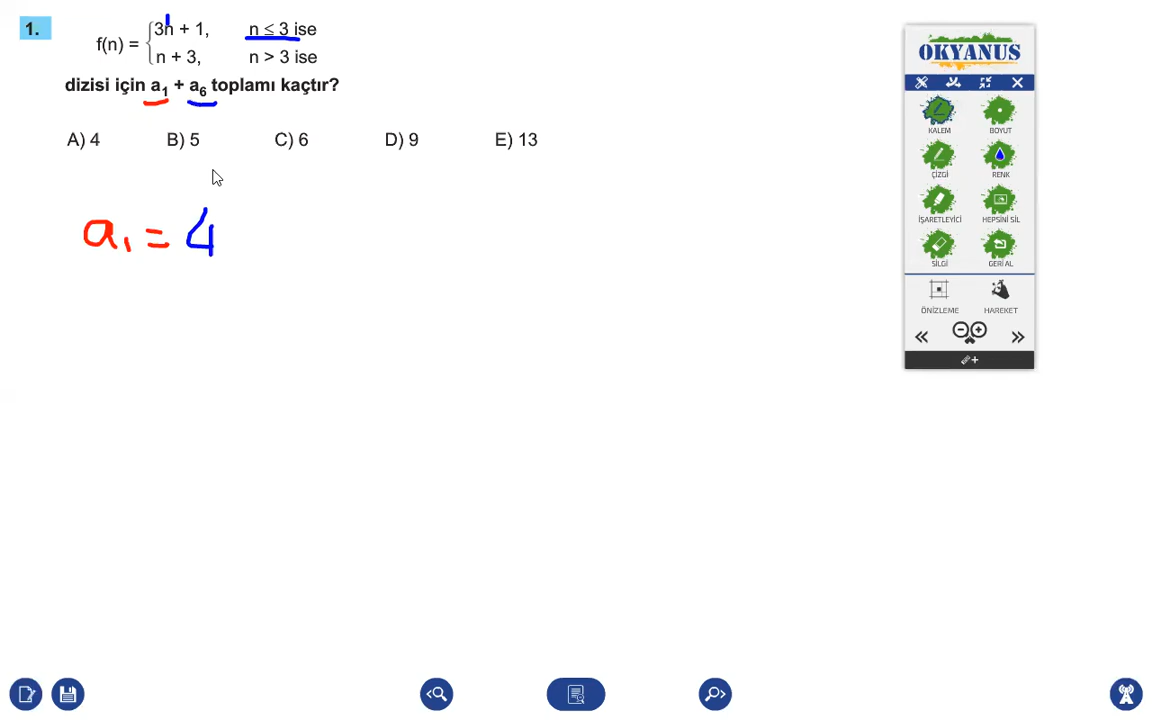 1.
f(n) = 3n + 1, n ≤ 3 ise
n + 3, n > 3 ise
dizisi için a1 + a6 toplamı kaçtır?
A) 4 B) 5 C) 6 D) 9 E) 13
a1 = 4
OKYANUS
KALEM BOYUT
ÇİZGİ RENK
İŞARETLEYİCİ HEPSİNİ SİL
SİLGİ GERİ AL
ÖNİZLEME HAREKET